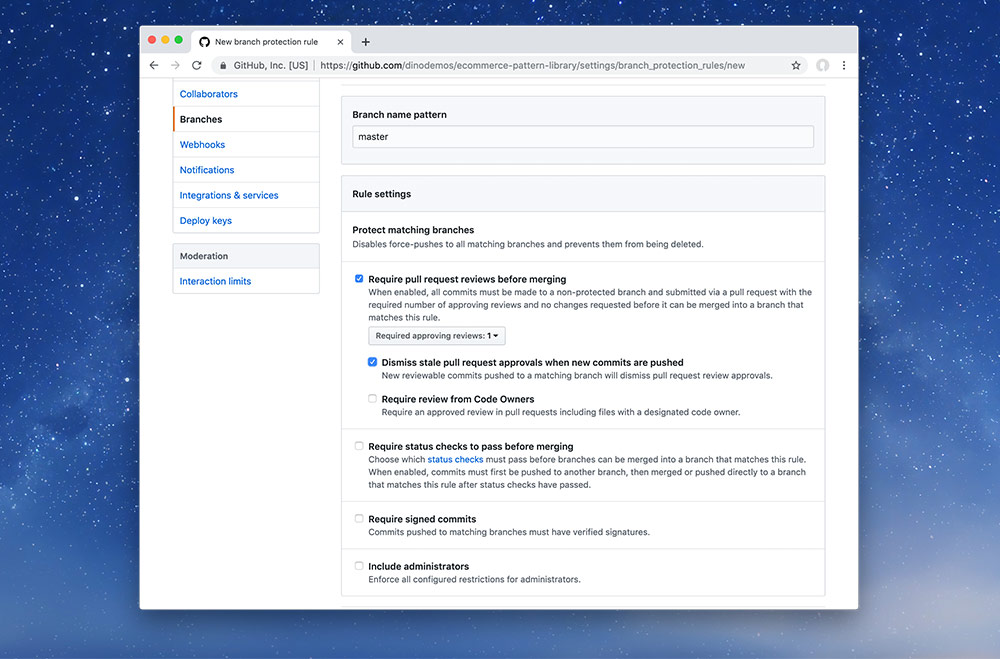 New branch protection rule
GitHub, Inc. [US] | https://github.com/dinodemos/ecommerce-pattern-library/settings/branch_protection_rules/new
Collaborators
Branches
Webhooks
Notifications
Integrations & services
Deploy keys
Moderation
Interaction limits
Branch name pattern
master
Rule settings
Protect matching branches
Disables force-pushes to all matching branches and prevents them from being deleted.
Require pull request reviews before merging
When enabled, all commits must be made to a non-protected branch and submitted via a pull request with the
required number of approving reviews and no changes requested before it can be merged into a branch that
matches this rule.
Required approving reviews: 1
Dismiss stale pull request approvals when new commits are pushed
New reviewable commits pushed to a matching branch will dismiss pull request review approvals.
Require review from Code Owners
Require an approved review in pull requests including files with a designated code owner.
Require status checks to pass before merging
Choose which status checks must pass before branches can be merged into a branch that matches this rule.
When enabled, commits must first be pushed to another branch, then merged or pushed directly to a branch
that matches this rule after status checks have passed.
Require signed commits
Commits pushed to matching branches must have verified signatures.
Include administrators
Enforce all configured restrictions for administrators.